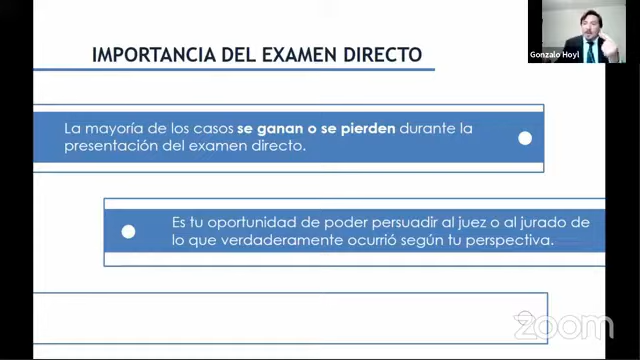 IMPORTANCIA DEL EXAMEN DIRECTO
Gonzalo Hoyl
La mayoría de los casos se ganan o se pierden durante la
presentación del examen directo.
Es tu oportunidad de poder persuadir al juez o al jurado de
lo que verdaderamente ocurrió según tu perspectiva.
zoom